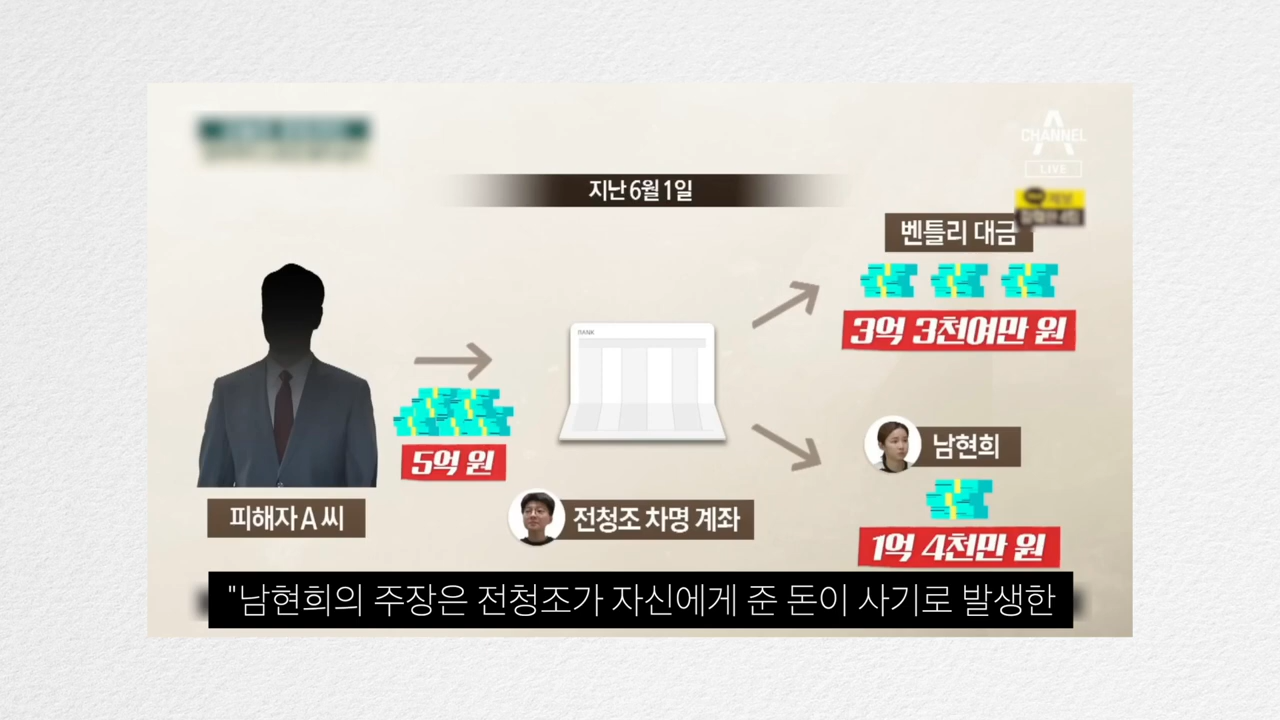 CHANNEL
LIVE
지난 6월 1일
벤틀리 대금
3억 3천여만 원
BANK
5억 원
남현희
피해자 A 씨
전청조 차명 계좌
1억 4천만 원
"남현희의 주장은 전청조가 자신에게 준 돈이 사기로 발생한